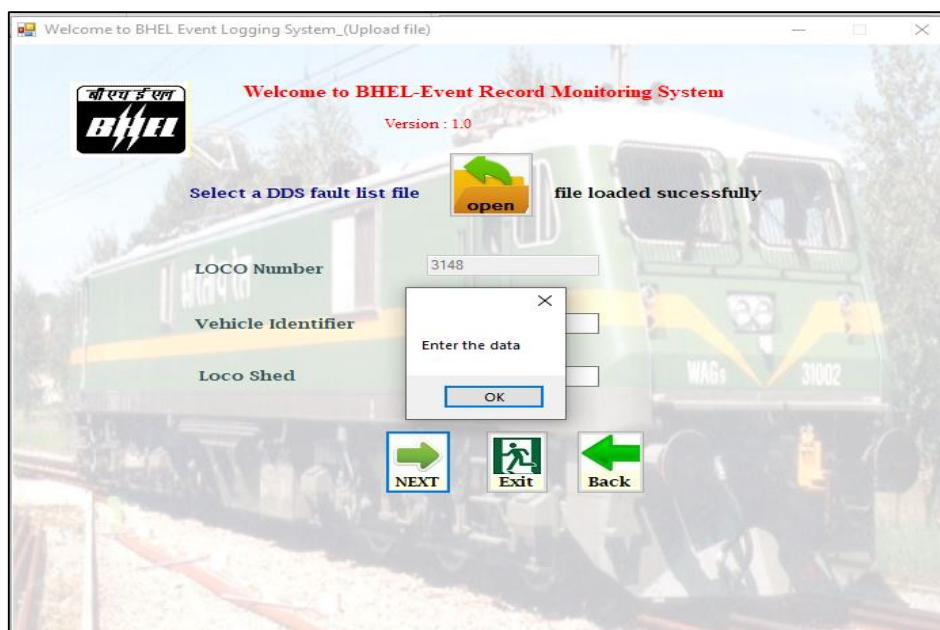 Welcome to BHEL Event Logging System_(Upload file)
बी एच ई एल
BHEL
Welcome to BHEL-Event Record Monitoring System
Version : 1.0
Select a DDS fault list file
open
file loaded sucessfully
LOCO Number
3148
Vehicle Identifier
Enter the data
Loco Shed
OK
WAG9
31002
NEXT
Exit
Back